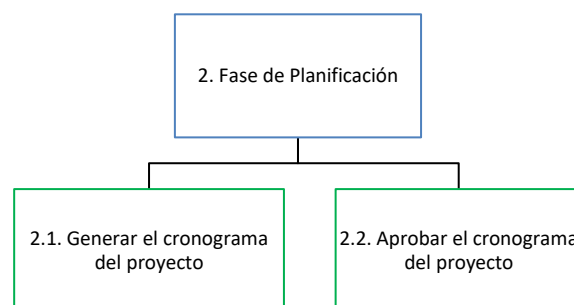 2. Fase de Planificación
2.1. Generar el cronograma
del proyecto
2.2. Aprobar el cronograma
del proyecto